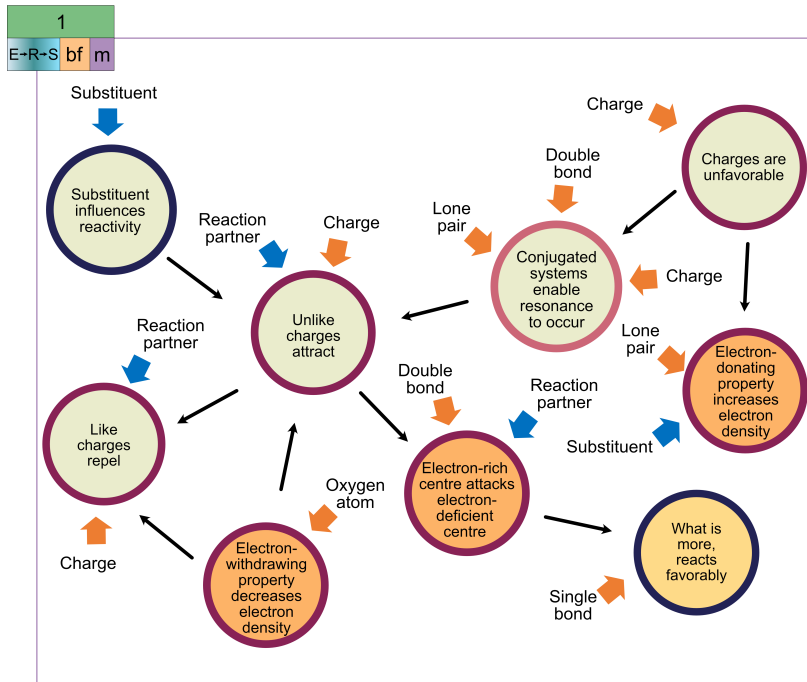 1
E→R→S bf m
Substituent
Substituent
influences
reactivity
Reaction
partner
Charge
Unlike
charges
attract
Lone
pair
Double
bond
Charge
Charges are
unfavorable
Conjugated
systems
enable
resonance
to occur
Charge
Reaction
partner
Like
charges
repel
Charge
Double
bond
Reaction
partner
Electron-rich
centre attacks
electron-
deficient
centre
Lone
pair
Substituent
Electron-
donating
property
increases
electron
density
Oxygen
atom
Electron-
withdrawing
property
decreases
electron
density
What is
more,
reacts
favorably
Single
bond